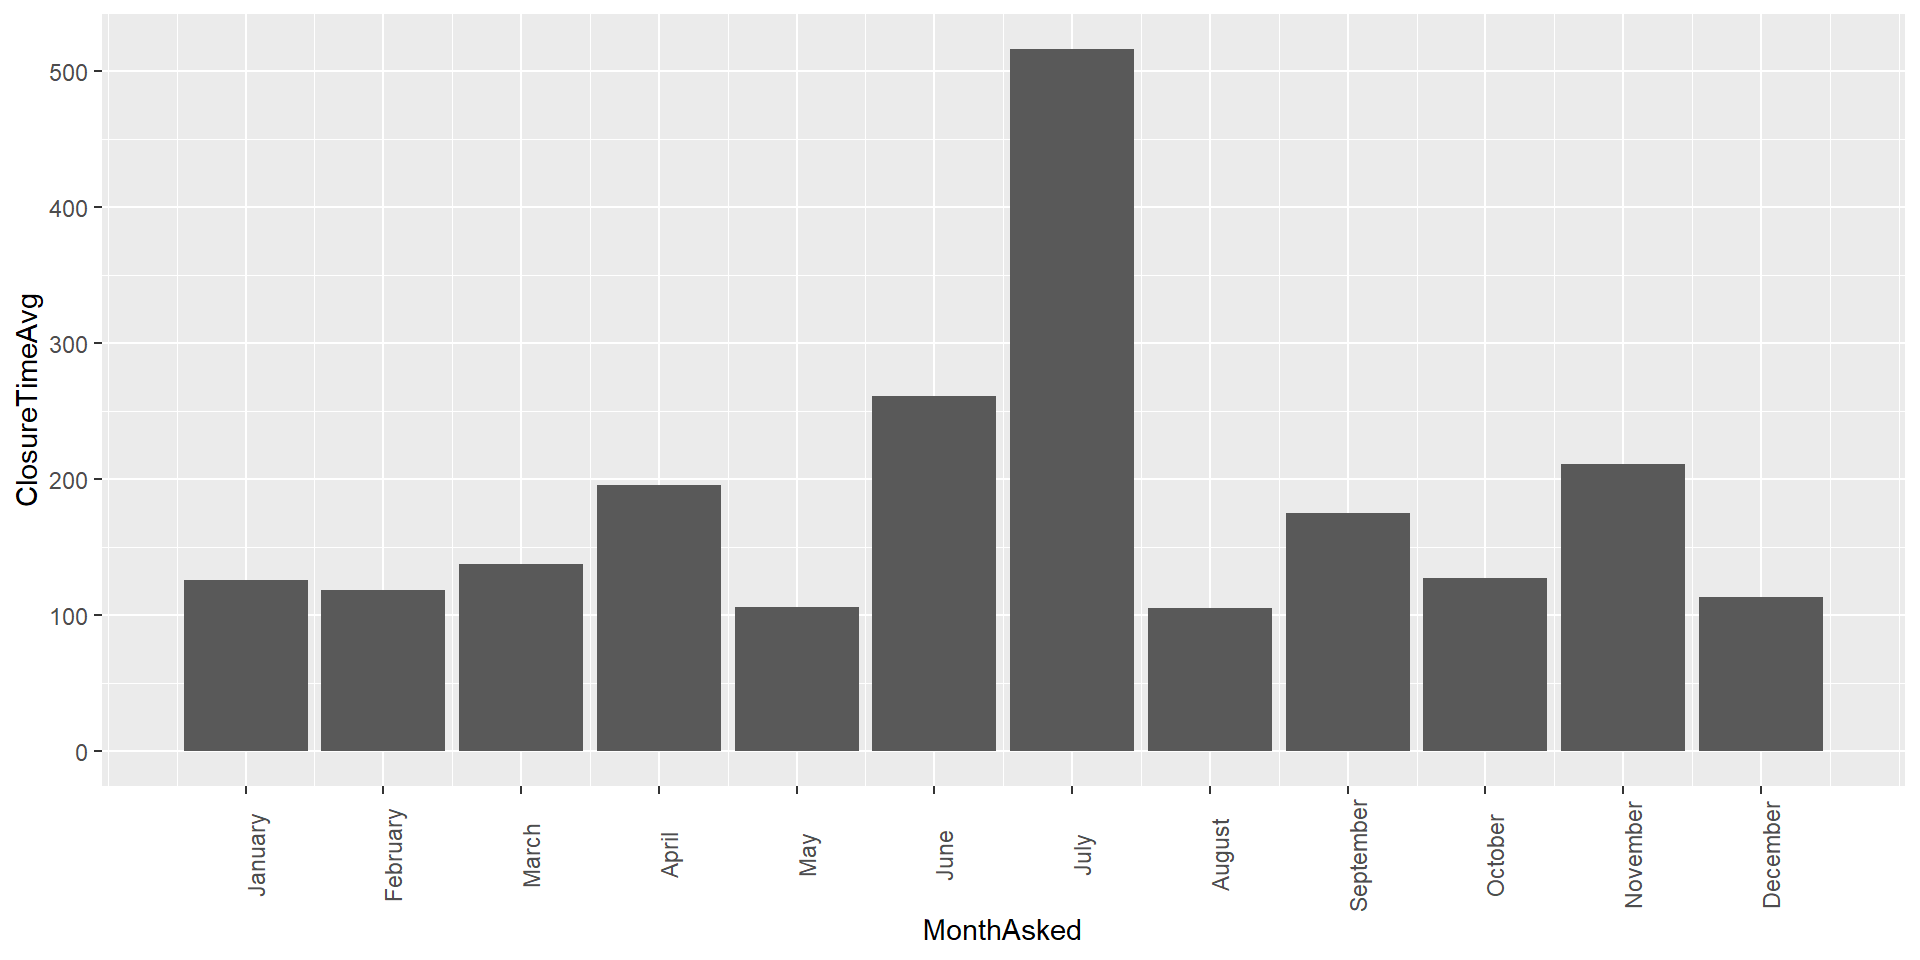 ClosureTimeAvg
500
400
300
200
100
0
January
February
March
April
May
June
July
August
September
October
November
December
MonthAsked